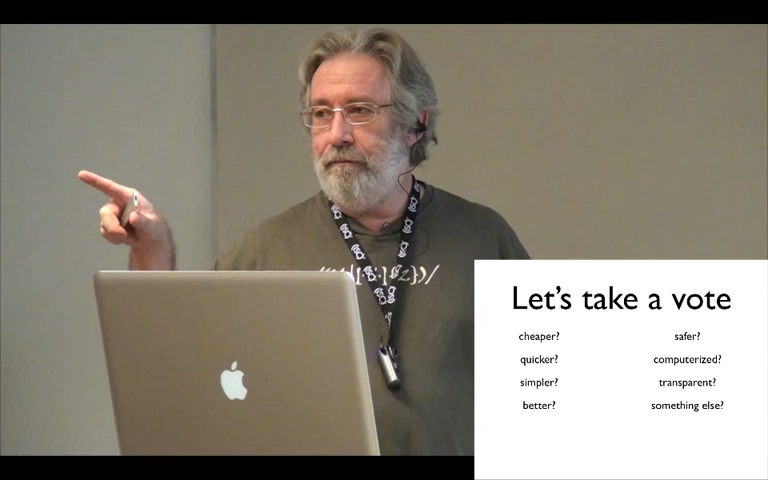 Let's take a vote
cheaper?
safer?
quicker?
computerized?
simpler?
transparent?
better?
something else?